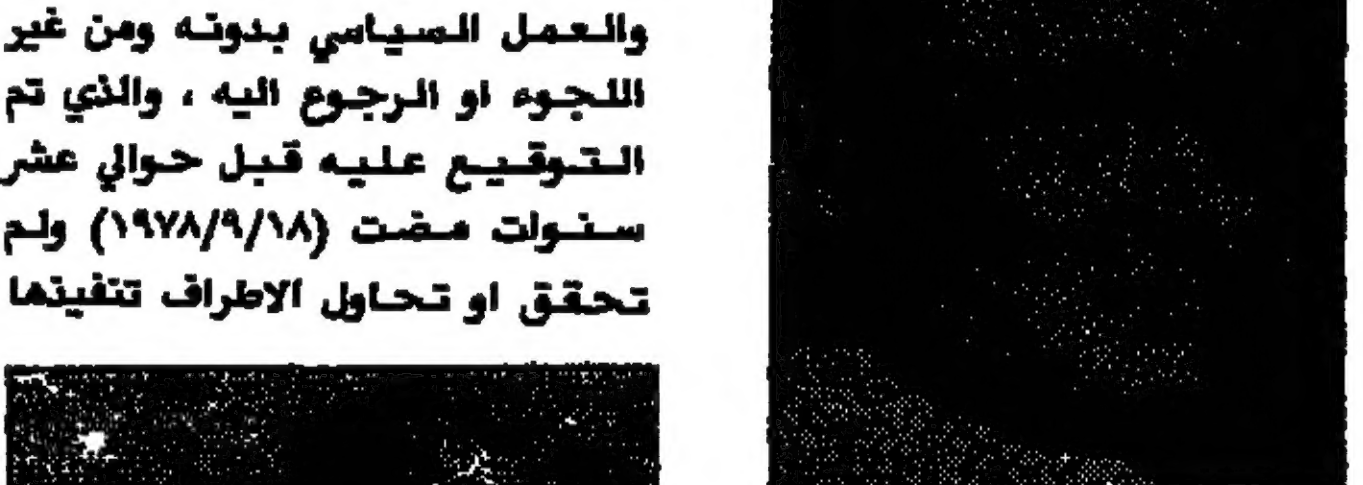 والعمل السياسي بدونه ومن غير
اللجوء او الرجوع اليه ، والذي تم
التوقيع عليه قبل حوالي عشر
سنوات مضت (١٩٧٨/٩/١٨) ولم
تحقق او تحاول الاطراف تنفيذها